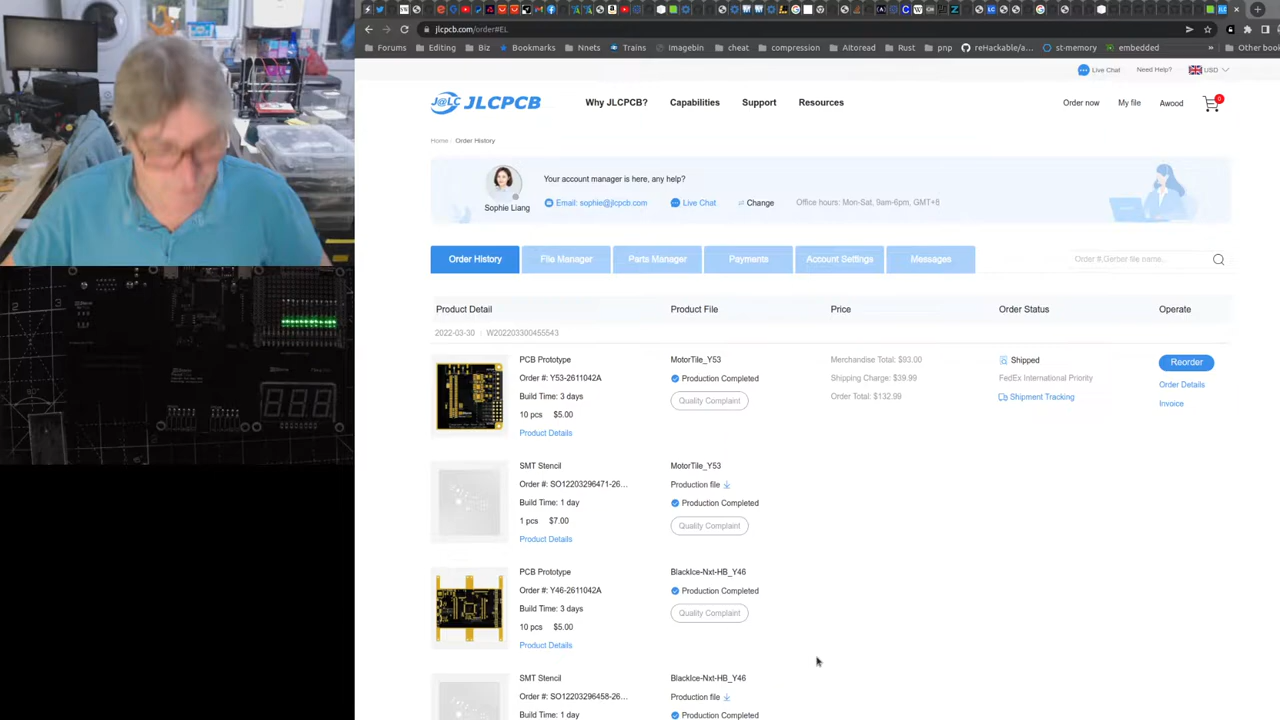 jlcpcb.com/order#EL
Forums Editing Biz Bookmarks Nnets Trains Imagebin cheat compression AItoread Rust pnp reHackable/a... st-memory embedded » Other book
Live Chat Need Help? USD
J@LC JLCPCB Why JLCPCB? Capabilities Support Resources Order now My file Awood 0
Home Order History
Your account manager is here, any help?
Sophie Liang Email: sophie@jlcpcb.com Live Chat Change Office hours: Mon-Sat, 9am-6pm, GMT+8
Order History File Manager Parts Manager Payments Account Settings Messages Order #,Gerber file name..
Product Detail Product File Price Order Status Operate
2022-03-30 W202203300455543
PCB Prototype MotorTile_Y53 Merchandise Total: $93.00 Shipped Reorder
Order #: Y53-2611042A Production Completed Shipping Charge: $39.99 FedEx International Priority Order Details
Build Time: 3 days Quality Complaint Order Total: $132.99 Shipment Tracking Invoice
10 pcs $5.00
Product Details
SMT Stencil MotorTile_Y53
Order #: SO12203296471-26... Production file
Build Time: 1 day Production Completed
1 pcs $7.00 Quality Complaint
Product Details
PCB Prototype BlackIce-Nxt-HB_Y46
Order #: Y46-2611042A Production Completed
Build Time: 3 days Quality Complaint
10 pcs $5.00
Product Details
SMT Stencil BlackIce-Nxt-HB_Y46
Order #: SO12203296458-26... Production file
Build Time: 1 day Production Completed